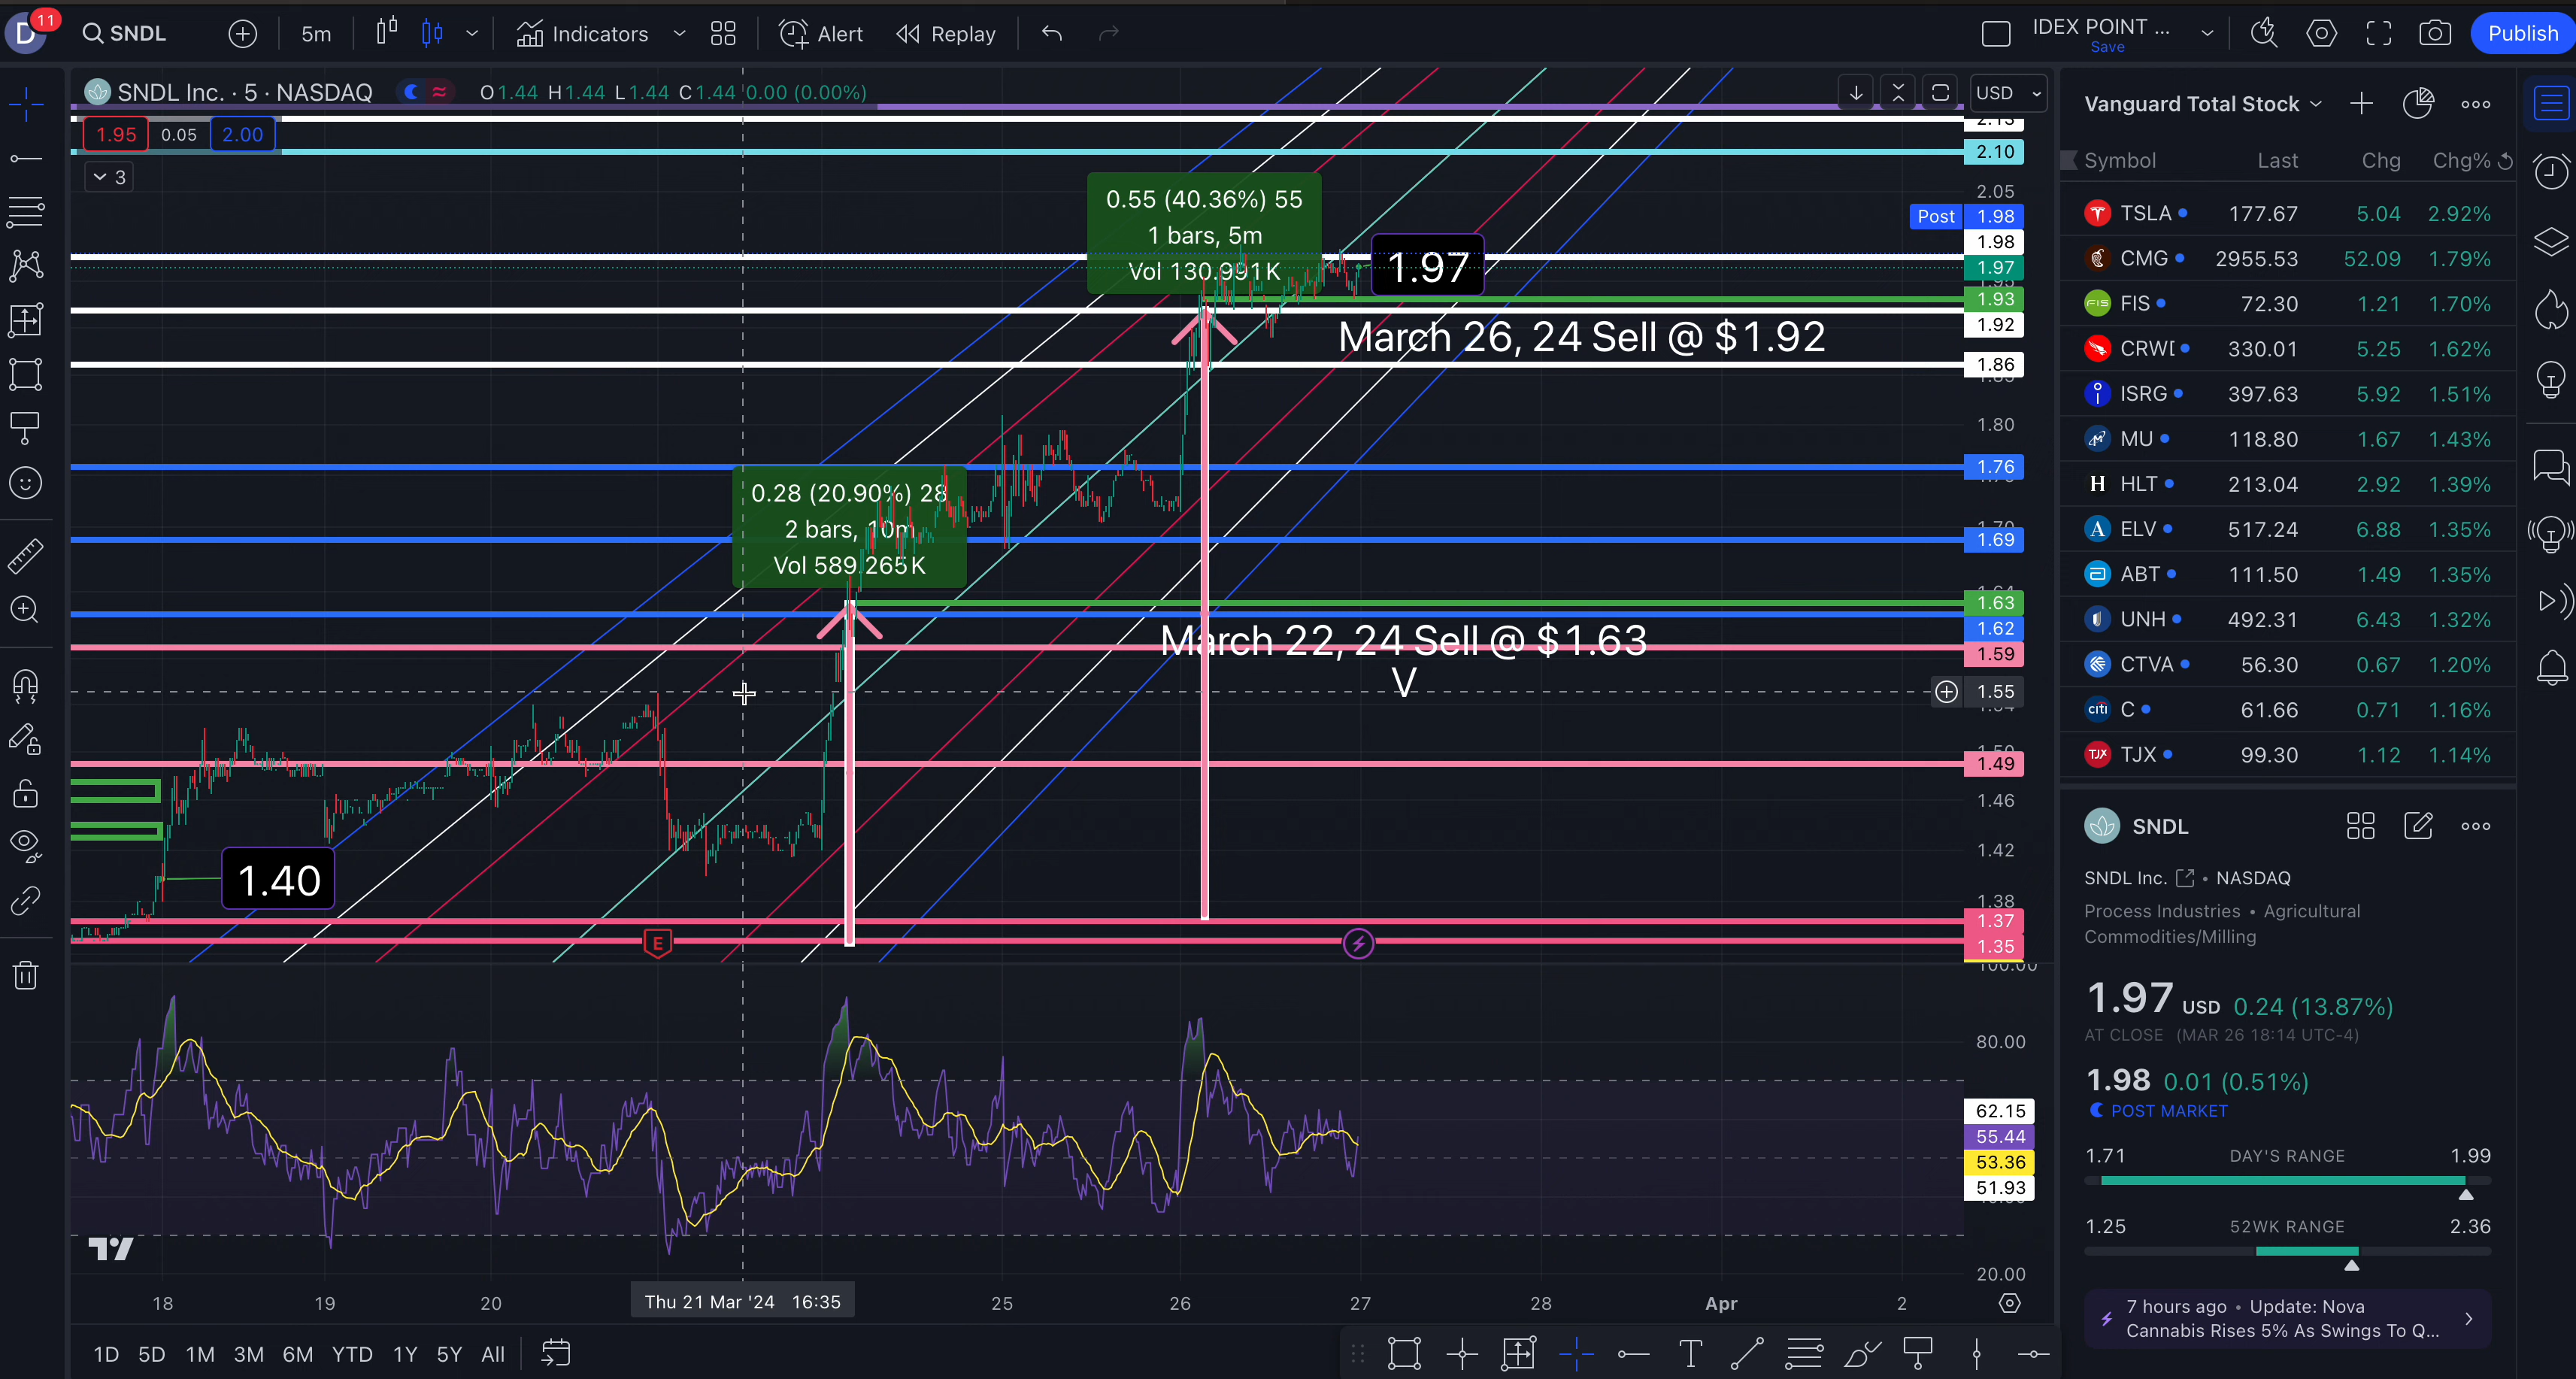 D 11 SNDL 5m Indicators Alert Replay IDEX POINT ... Save Publish
SNDL Inc. · 5 · NASDAQ O1.44 H1.44 L1.44 C1.44 0.00 (0.00%) USD
1.95 0.05 2.00
3
0.55 (40.36%) 55
1 bars, 5m
Vol 130.991K
1.97
March 26, 24 Sell @ $1.92
0.28 (20.90%) 28
2 bars, 10m
Vol 589.265K
March 22, 24 Sell @ $1.63
V
1.40
E
2.13
2.10
2.05
Post 1.98
1.98
1.97
1.93
1.92
1.86
1.80
1.76
1.70
1.69
1.63
1.62
1.59
1.55
1.50
1.49
1.46
1.42
1.38
1.37
1.35
100.00
80.00
62.15
55.44
53.36
51.93
20.00
18 19 20 Thu 21 Mar '24 16:35 25 26 27 28 Apr 2
1D 5D 1M 3M 6M YTD 1Y 5Y All
Vanguard Total Stock
Symbol Last Chg Chg%
TSLA 177.67 5.04 2.92%
CMG 2955.53 52.09 1.79%
FIS FIS 72.30 1.21 1.70%
CRWD 330.01 5.25 1.62%
ISRG 397.63 5.92 1.51%
MU 118.80 1.67 1.43%
H HLT 213.04 2.92 1.39%
A ELV 517.24 6.88 1.35%
ABT 111.50 1.49 1.35%
UNH 492.31 6.43 1.32%
CTVA 56.30 0.67 1.20%
citi C 61.66 0.71 1.16%
TJX TJX 99.30 1.12 1.14%
SNDL
SNDL Inc. • NASDAQ
Process Industries • Agricultural
Commodities/Milling
1.97 USD 0.24 (13.87%)
AT CLOSE (MAR 26 18:14 UTC-4)
1.98 0.01 (0.51%)
POST MARKET
1.71 DAY'S RANGE 1.99
1.25 52WK RANGE 2.36
7 hours ago • Update: Nova
Cannabis Rises 5% As Swings To Q...